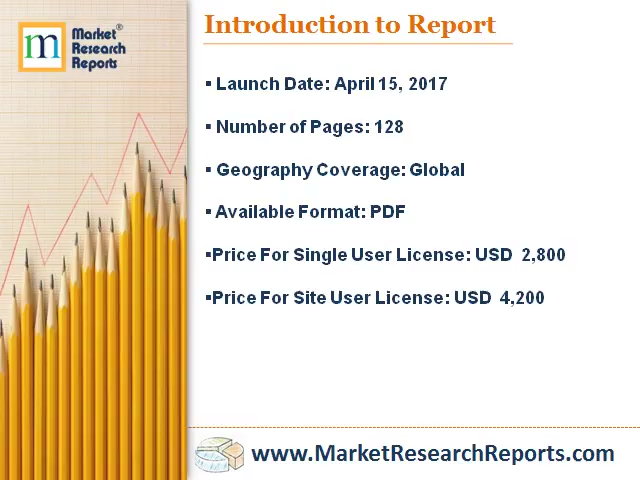 m
Market
Research
Reports
®
Introduction to Report
▪ Launch Date: April 15, 2017
▪ Number of Pages: 128
▪ Geography Coverage: Global
▪ Available Format: PDF
▪Price For Single User License: USD  2,800
▪Price For Site User License: USD  4,200
www.MarketResearchReports.com